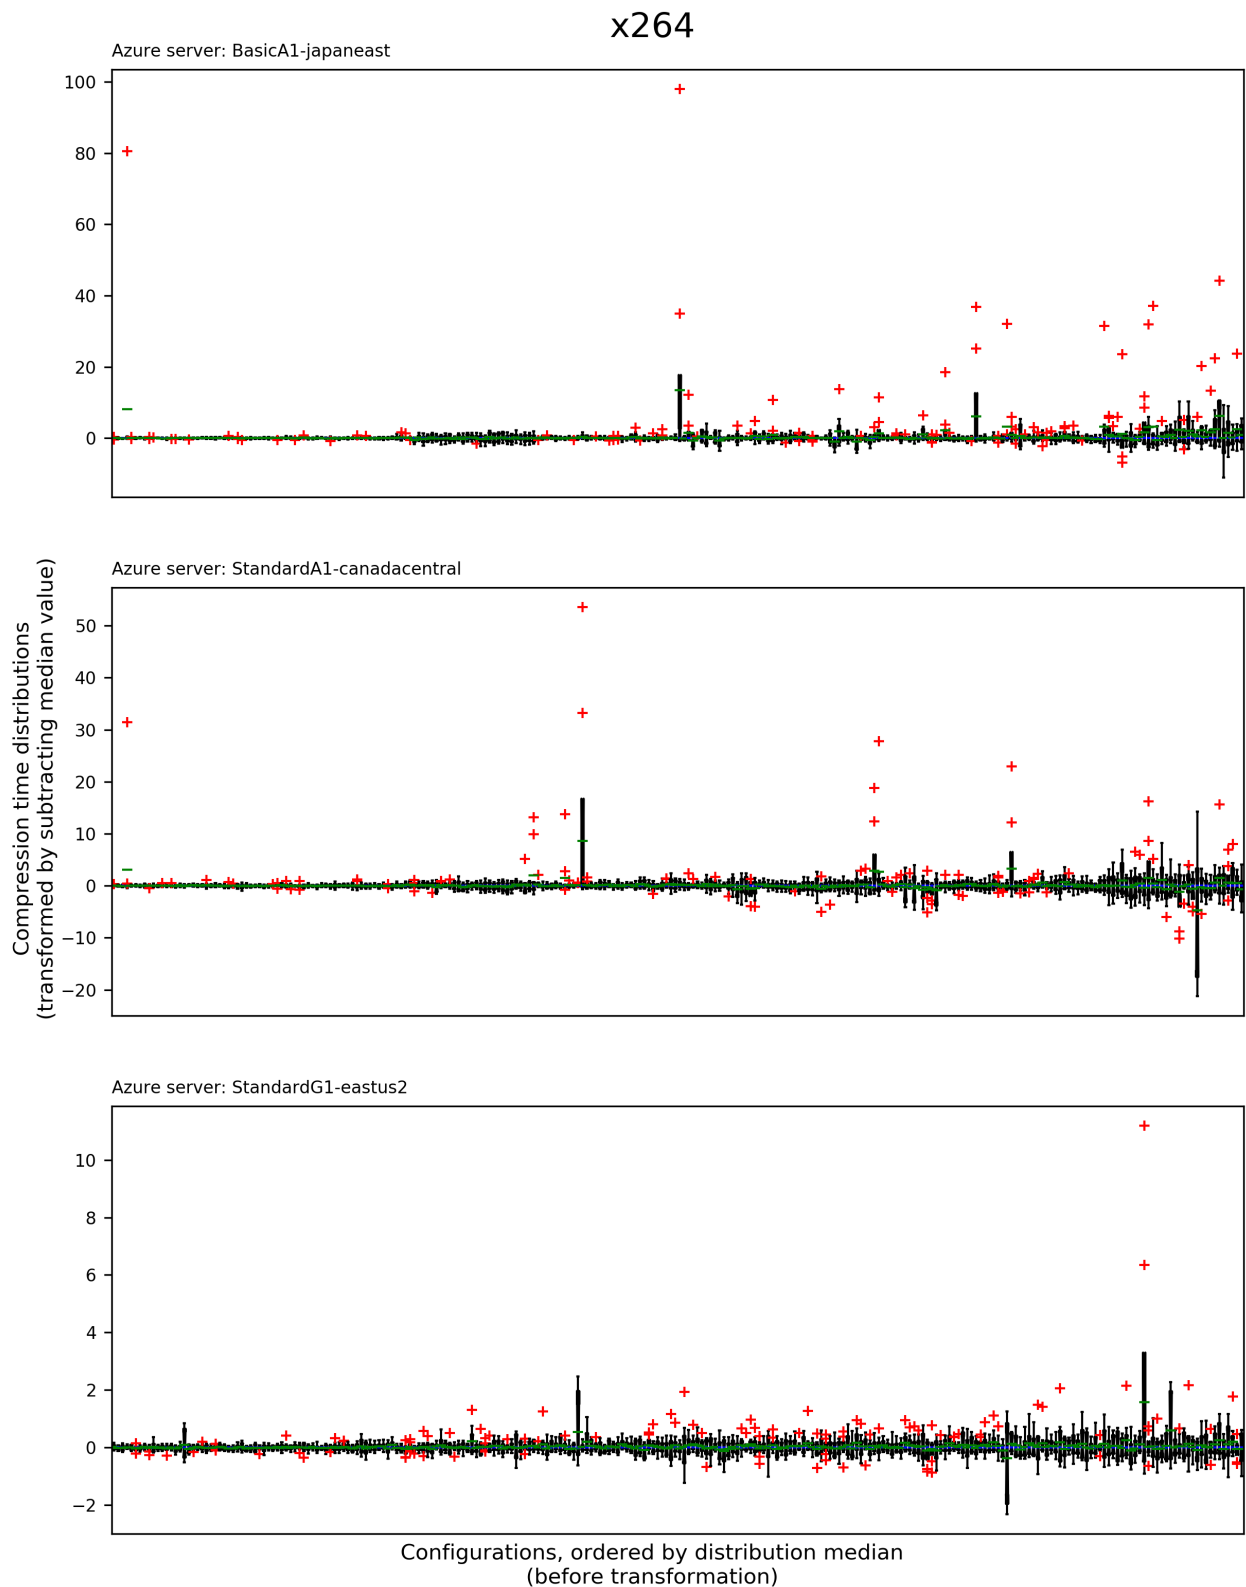 x264
Azure server: BasicA1-japaneast
100
80
60
40
20
0
Azure server: StandardA1-canadacentral
50
40
30
20
10
0
−10
−20
Compression time distributions
(transformed by subtracting median value)
Azure server: StandardG1-eastus2
10
8
6
4
2
0
−2
Configurations, ordered by distribution median
(before transformation)